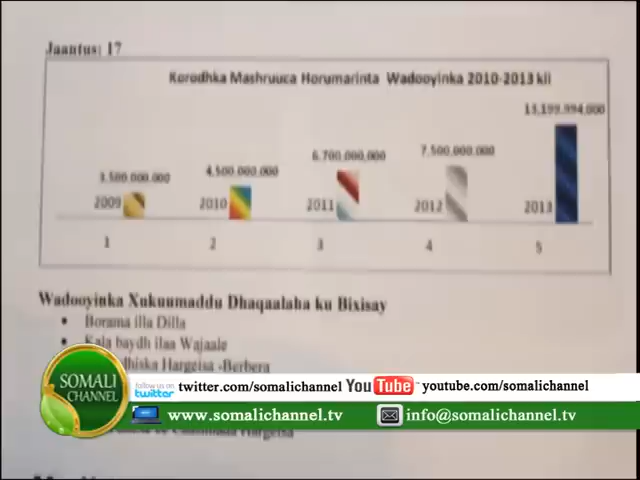 Jaantus: 17
Korodhka Mashruuca Horumarinta Wadooyinka 2010-2013 kii
13,199,994,000
7.500.000.000
6.700.000,000
4.500.000,000
3.500.000.000
2009
2010
2011
2012
2013
1
2
3
4
5
Wadooyinka Xukuumaddu Dhaqaalaha ku Bixisay
Borama illa Dilla
Kala baydh ilaa Wajaale
Hargeisa -Berbera
SOMALI
CHANNEL
follow us on
twitter
twitter.com/somalichannel
YouTube
youtube.com/somalichannel
www.somalichannel.tv
info@somalichannel.tv
Hargeisa